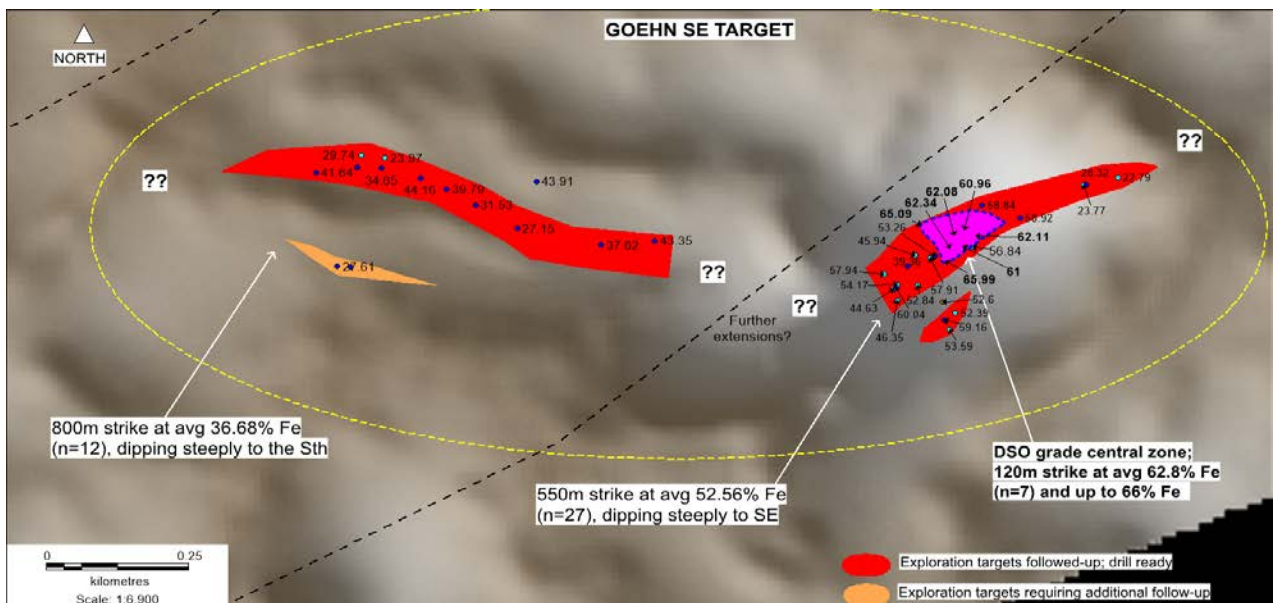 GOEHN SE TARGET
NORTH
29.74
23.97
41.64
34.85
44.16
39.79
43.91
31.53
27.15
37.02
43.35
??
??
27.61
800m strike at avg 36.68% Fe
(n=12), dipping steeply to the Sth
??
60.96
62.08
62.34
65.09
53.26
45.94
57.94
54.17
44.63
46.35
60.04
52.84
57.91
65.99
61
56.84
62.11
58.84
58.92
26.32
22.79
23.77
??
52.6
52.39
59.16
53.59
Further
extensions?
550m strike at avg 52.56% Fe
(n=27), dipping steeply to SE
DSO grade central zone;
120m strike at avg 62.8% Fe
(n=7) and up to 66% Fe
0 0.25
kilometres
Scale: 1:6,900
Exploration targets followed-up; drill ready
Exploration targets requiring additional follow-up